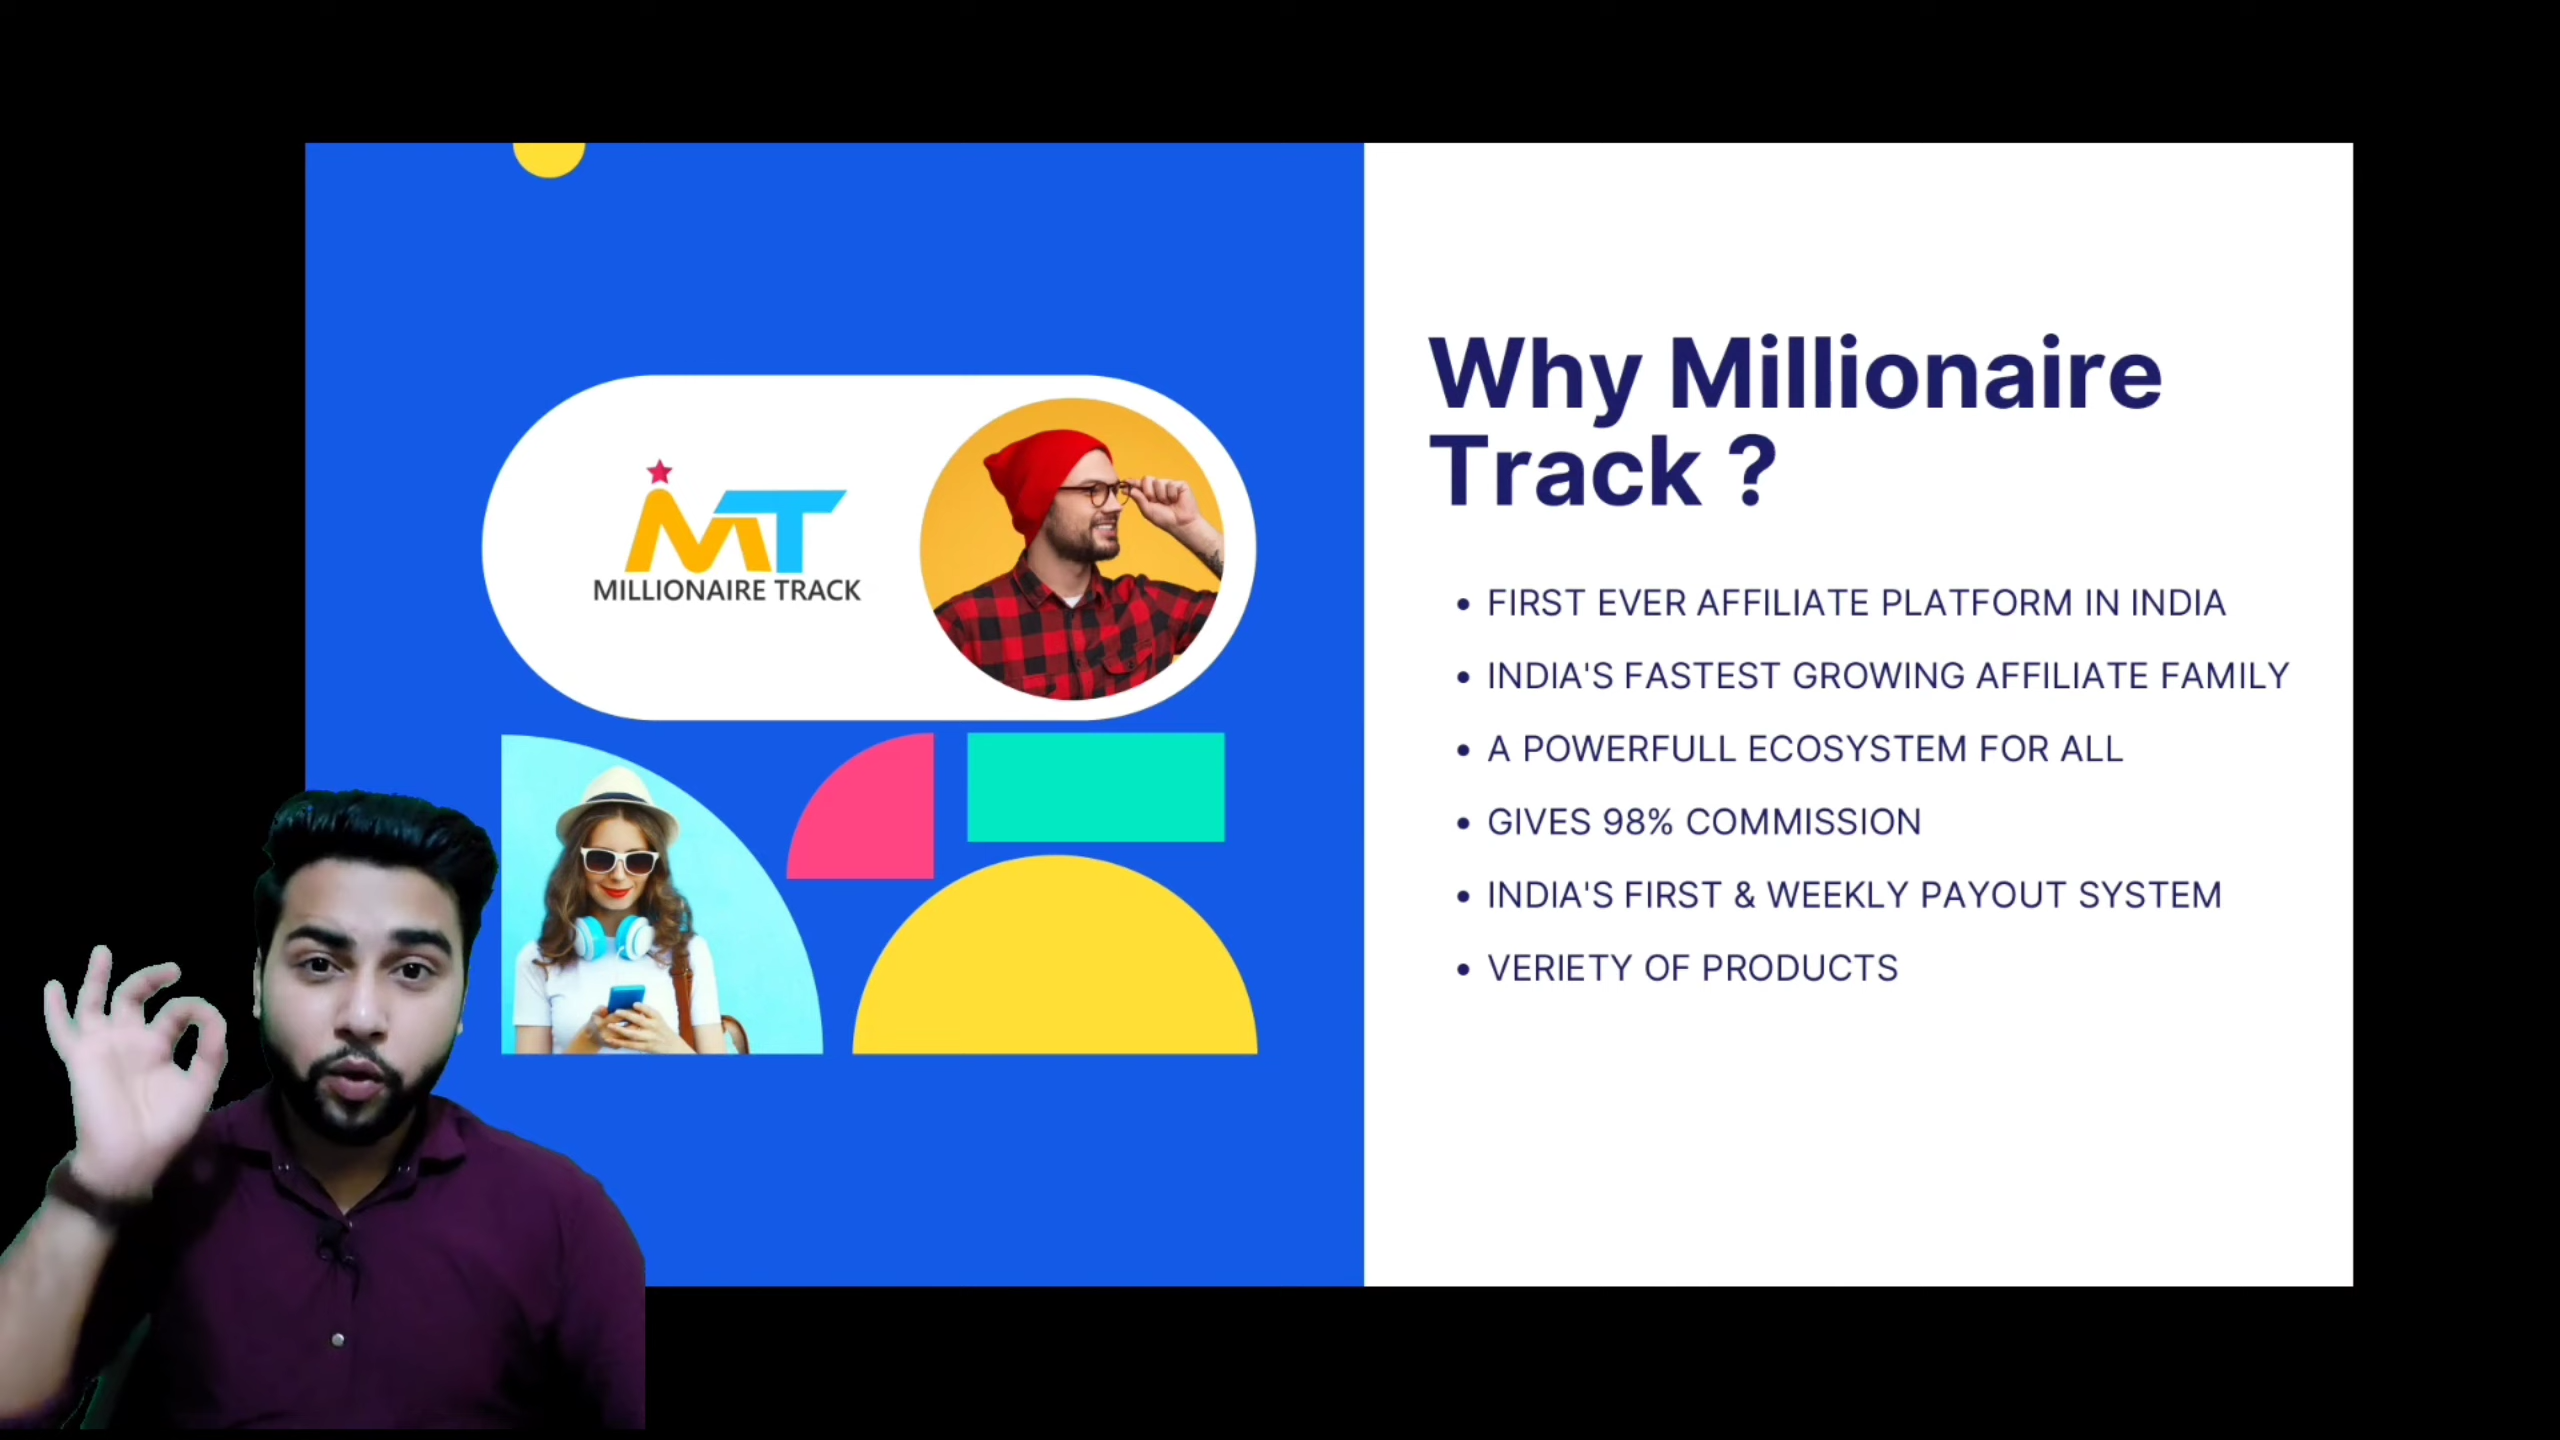 MT
MILLIONAIRE TRACK
Why Millionaire
Track ?
• FIRST EVER AFFILIATE PLATFORM IN INDIA
• INDIA'S FASTEST GROWING AFFILIATE FAMILY
• A POWERFULL ECOSYSTEM FOR ALL
• GIVES 98% COMMISSION
• INDIA'S FIRST & WEEKLY PAYOUT SYSTEM
• VERIETY OF PRODUCTS